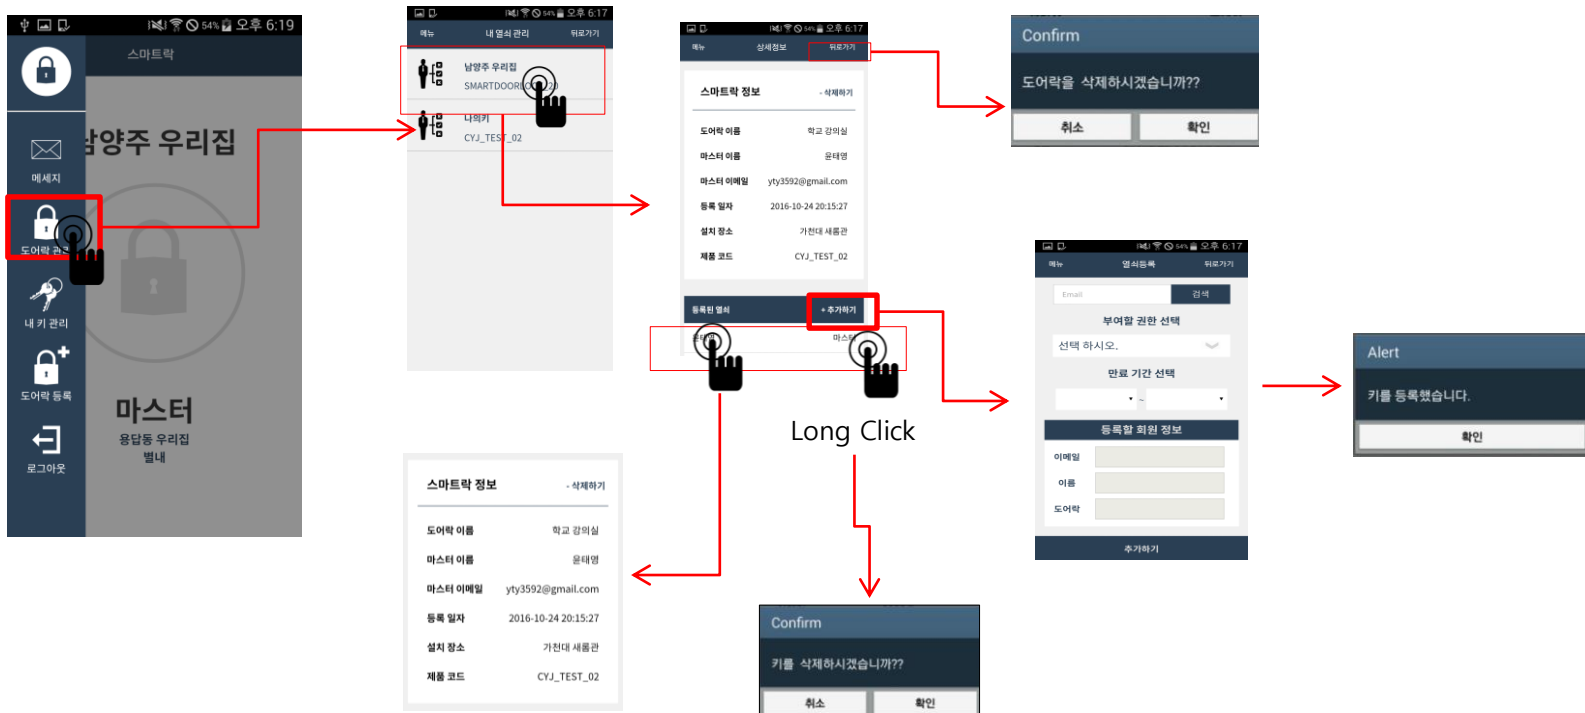 54% 오후 6:19
스마트락
남양주 우리집
메세지
도어락 관리
내 키 관리
도어락 등록
로그아웃
마스터
용답동 우리집
별내
54% 오후 6:17
메뉴 내 열쇠 관리 뒤로가기
남양주 우리집
SMARTDOORLOCK_20
나의키
CYJ_TEST_02
54% 오후 6:17
메뉴 상세정보 뒤로가기
스마트락 정보 - 삭제하기
도어락 이름 학교 강의실
마스터 이름 윤태영
마스터 이메일 yty3592@gmail.com
등록 일자 2016-10-24 20:15:27
설치 장소 가천대 새롬관
제품 코드 CYJ_TEST_02
등록된 열쇠 + 추가하기
윤태영 마스터
Long Click
Confirm
도어락을 삭제하시겠습니까??
취소 확인
54% 오후 6:17
메뉴 열쇠등록 뒤로가기
Email 검색
부여할 권한 선택
선택 하시오.
만료 기간 선택
~
등록할 회원 정보
이메일
이름
도어락
추가하기
Alert
키를 등록했습니다.
확인
스마트락 정보 - 삭제하기
도어락 이름 학교 강의실
마스터 이름 윤태영
마스터 이메일 yty3592@gmail.com
등록 일자 2016-10-24 20:15:27
설치 장소 가천대 새롬관
제품 코드 CYJ_TEST_02
Confirm
키를 삭제하시겠습니까??
취소 확인